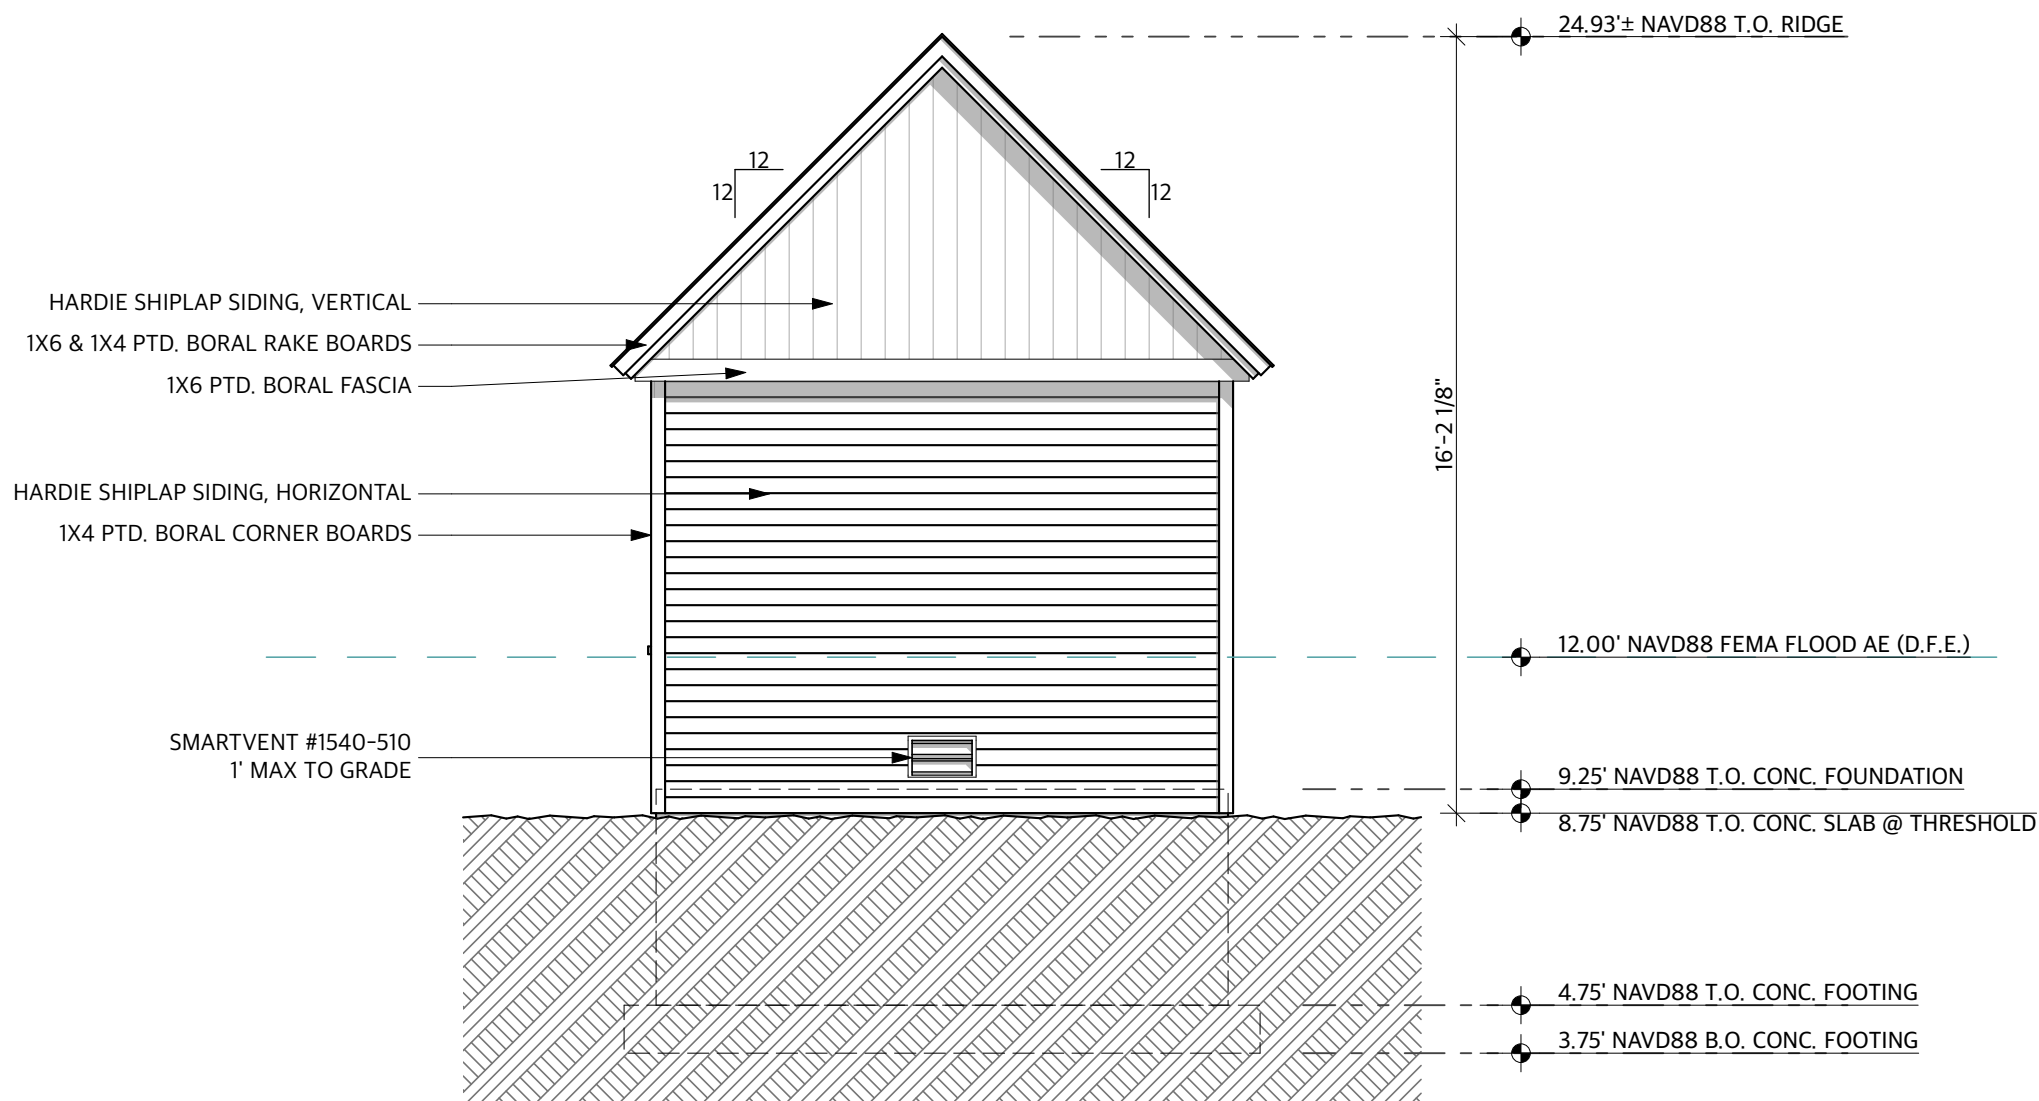 24.93'± NAVD88 T.O. RIDGE
12
12
12
12
HARDIE SHIPLAP SIDING, VERTICAL
1X6 & 1X4 PTD. BORAL RAKE BOARDS
1X6 PTD. BORAL FASCIA
16'-2 1/8"
HARDIE SHIPLAP SIDING, HORIZONTAL
1X4 PTD. BORAL CORNER BOARDS
12.00' NAVD88 FEMA FLOOD AE (D.F.E.)
SMARTVENT #1540-510
1' MAX TO GRADE
9.25' NAVD88 T.O. CONC. FOUNDATION
8.75' NAVD88 T.O. CONC. SLAB @ THRESHOLD
4.75' NAVD88 T.O. CONC. FOOTING
3.75' NAVD88 B.O. CONC. FOOTING